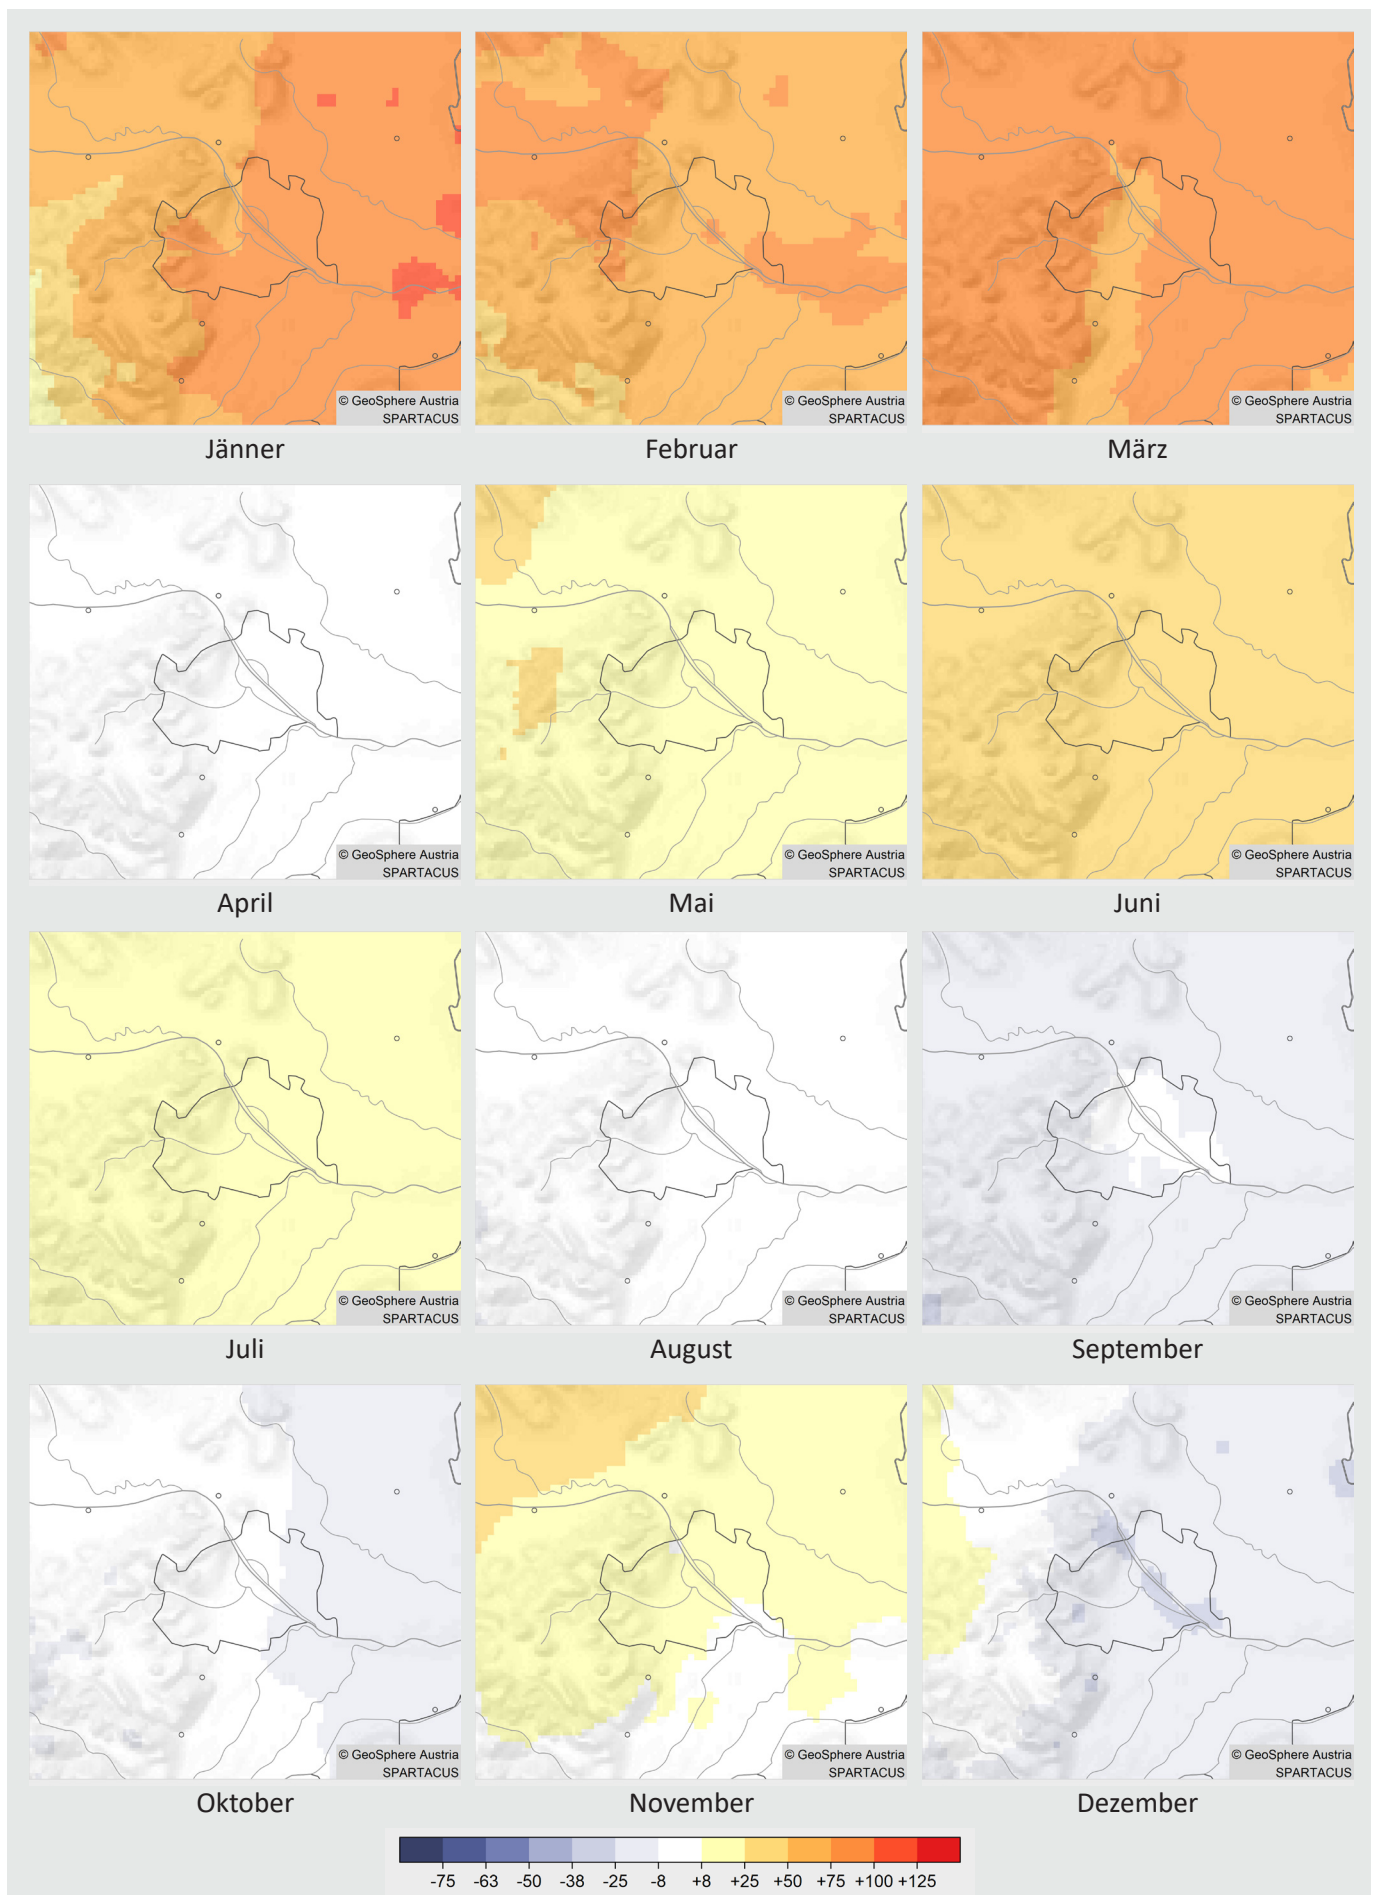 © GeoSphere Austria
SPARTACUS
© GeoSphere Austria
SPARTACUS
© GeoSphere Austria
SPARTACUS
Jänner
Februar
März
© GeoSphere Austria
SPARTACUS
© GeoSphere Austria
SPARTACUS
© GeoSphere Austria
SPARTACUS
April
Mai
Juni
© GeoSphere Austria
SPARTACUS
© GeoSphere Austria
SPARTACUS
© GeoSphere Austria
SPARTACUS
Juli
August
September
© GeoSphere Austria
SPARTACUS
© GeoSphere Austria
SPARTACUS
© GeoSphere Austria
SPARTACUS
Oktober
November
Dezember
-75 -63 -50 -38 -25 -8 +8 +25 +50 +75 +100 +125